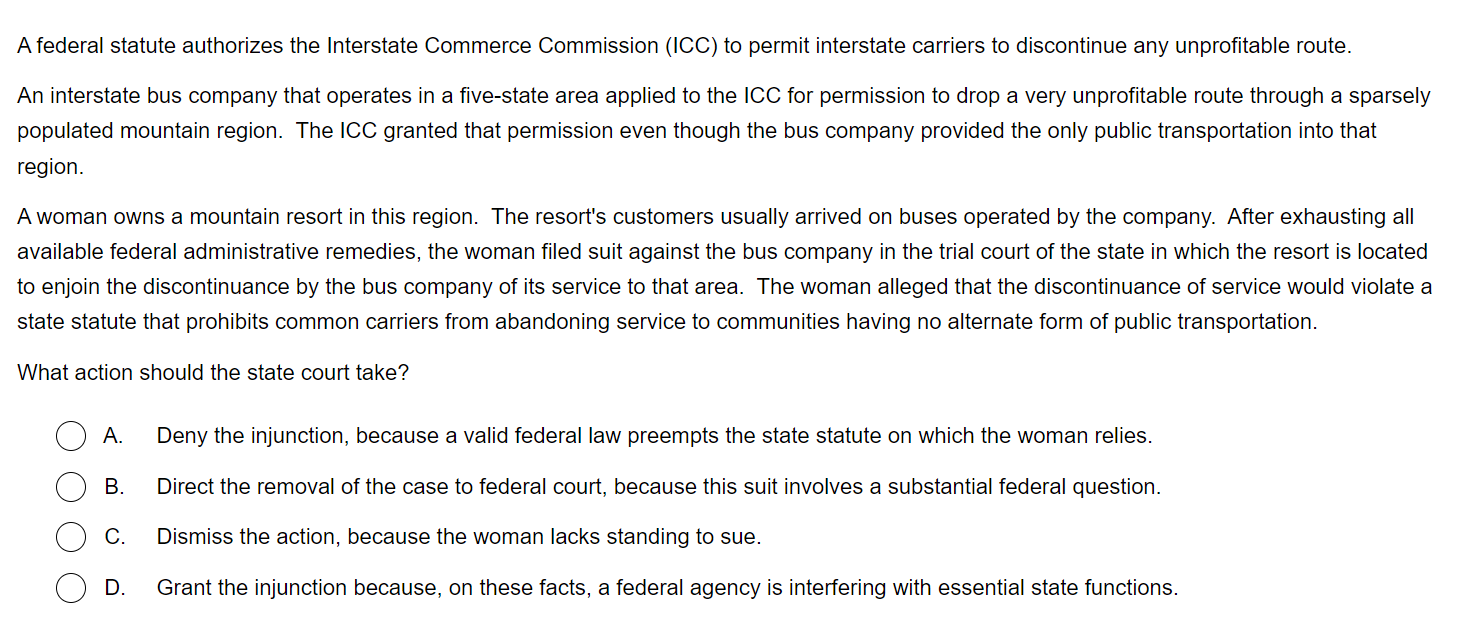 A federal statute authorizes the Interstate Commerce Commission (ICC) to permit interstate carriers to discontinue any unprofitable route.
An interstate bus company that operates in a five-state area applied to the ICC for permission to drop a very unprofitable route through a sparsely
populated mountain region.  The ICC granted that permission even though the bus company provided the only public transportation into that
region.
A woman owns a mountain resort in this region.  The resort's customers usually arrived on buses operated by the company.  After exhausting all
available federal administrative remedies, the woman filed suit against the bus company in the trial court of the state in which the resort is located
to enjoin the discontinuance by the bus company of its service to that area.  The woman alleged that the discontinuance of service would violate a
state statute that prohibits common carriers from abandoning service to communities having no alternate form of public transportation.
What action should the state court take?
A. Deny the injunction, because a valid federal law preempts the state statute on which the woman relies.
B. Direct the removal of the case to federal court, because this suit involves a substantial federal question.
C. Dismiss the action, because the woman lacks standing to sue.
D. Grant the injunction because, on these facts, a federal agency is interfering with essential state functions.